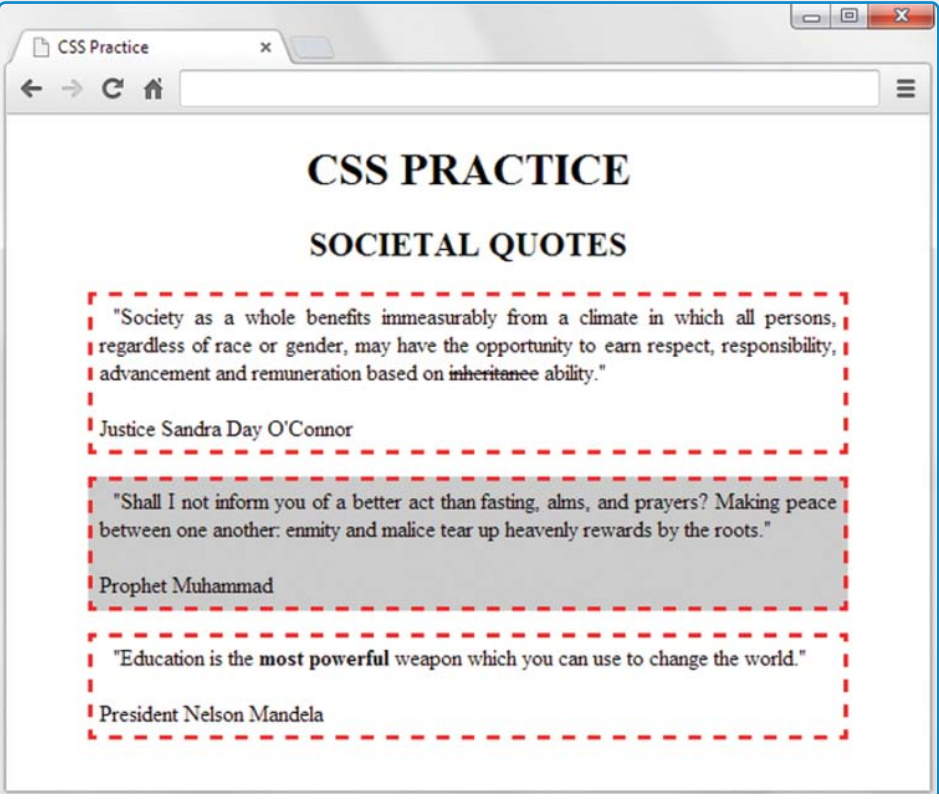 CSS Practice
CSS PRACTICE
SOCIETAL QUOTES
"Society as a whole benefits immeasurably from a climate in which all persons,
regardless of race or gender, may have the opportunity to earn respect, responsibility,
advancement and remuneration based on inheritance ability."
Justice Sandra Day O'Connor
"Shall I not inform you of a better act than fasting, alms, and prayers? Making peace
between one another: enmity and malice tear up heavenly rewards by the roots."
Prophet Muhammad
"Education is the most powerful weapon which you can use to change the world."
President Nelson Mandela